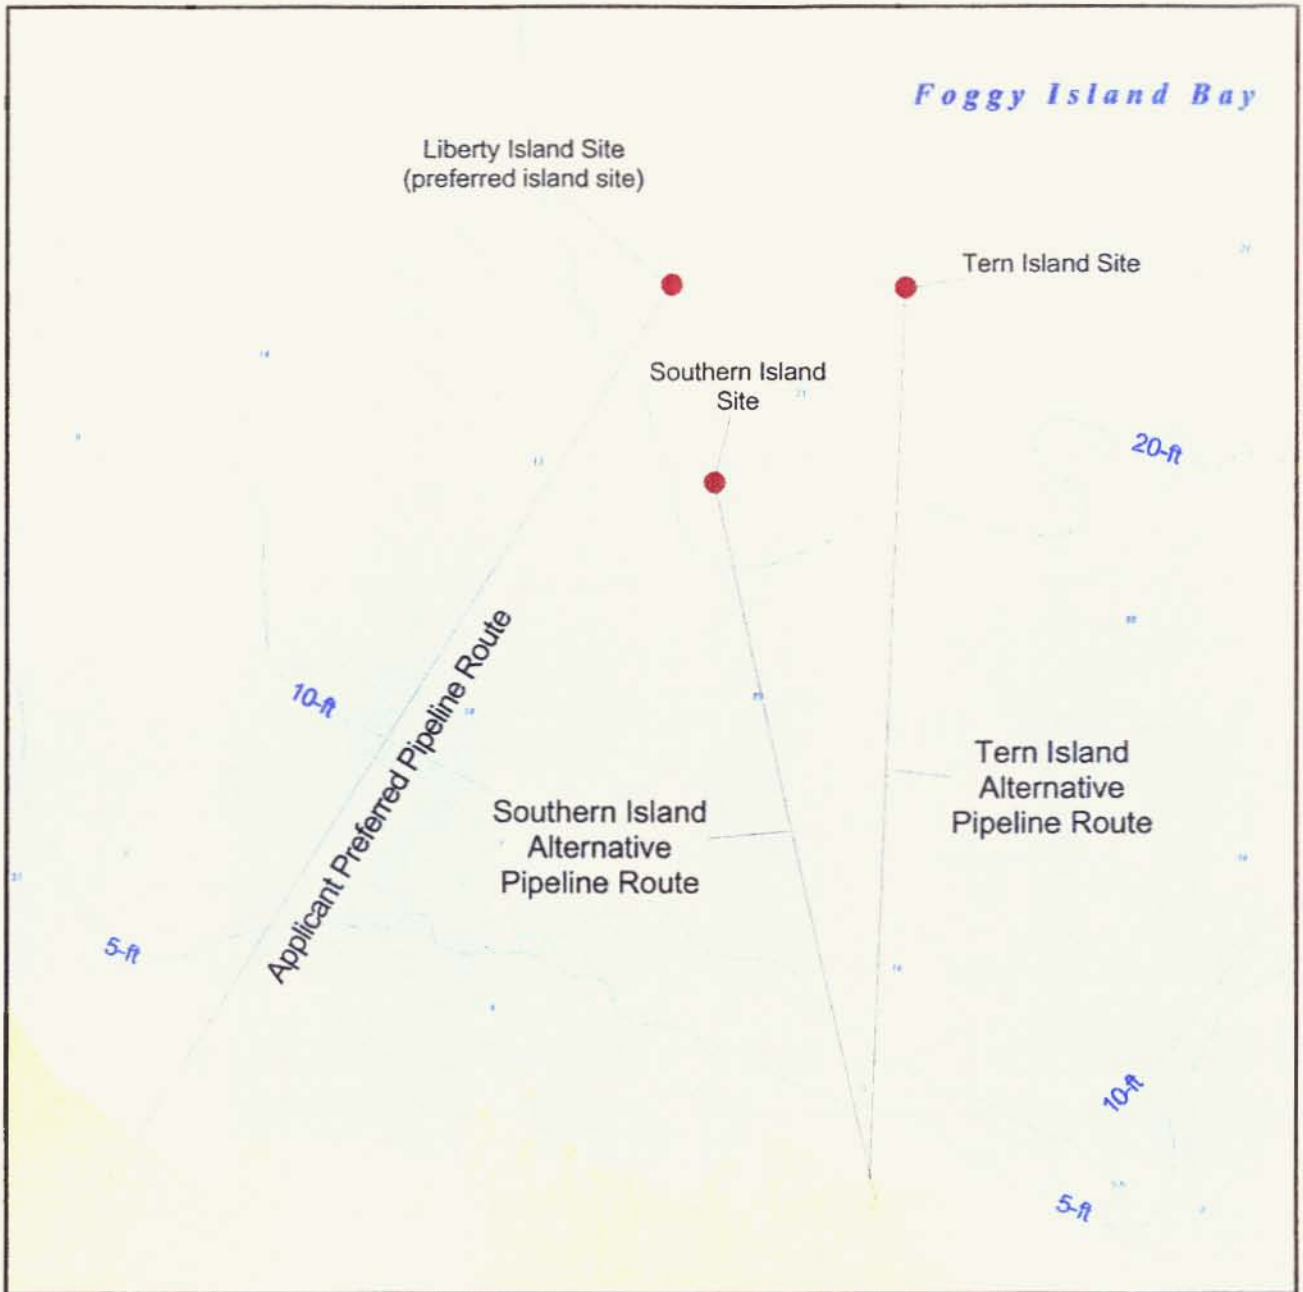 Foggy Island Bay
Liberty Island Site
(preferred island site)
Tern Island Site
Southern Island
Site
20-ft
10-ft
Applicant Preferred Pipeline Route
Tern Island
Alternative
Pipeline Route
Southern Island
Alternative
Pipeline Route
5-ft
10-ft
5-ft